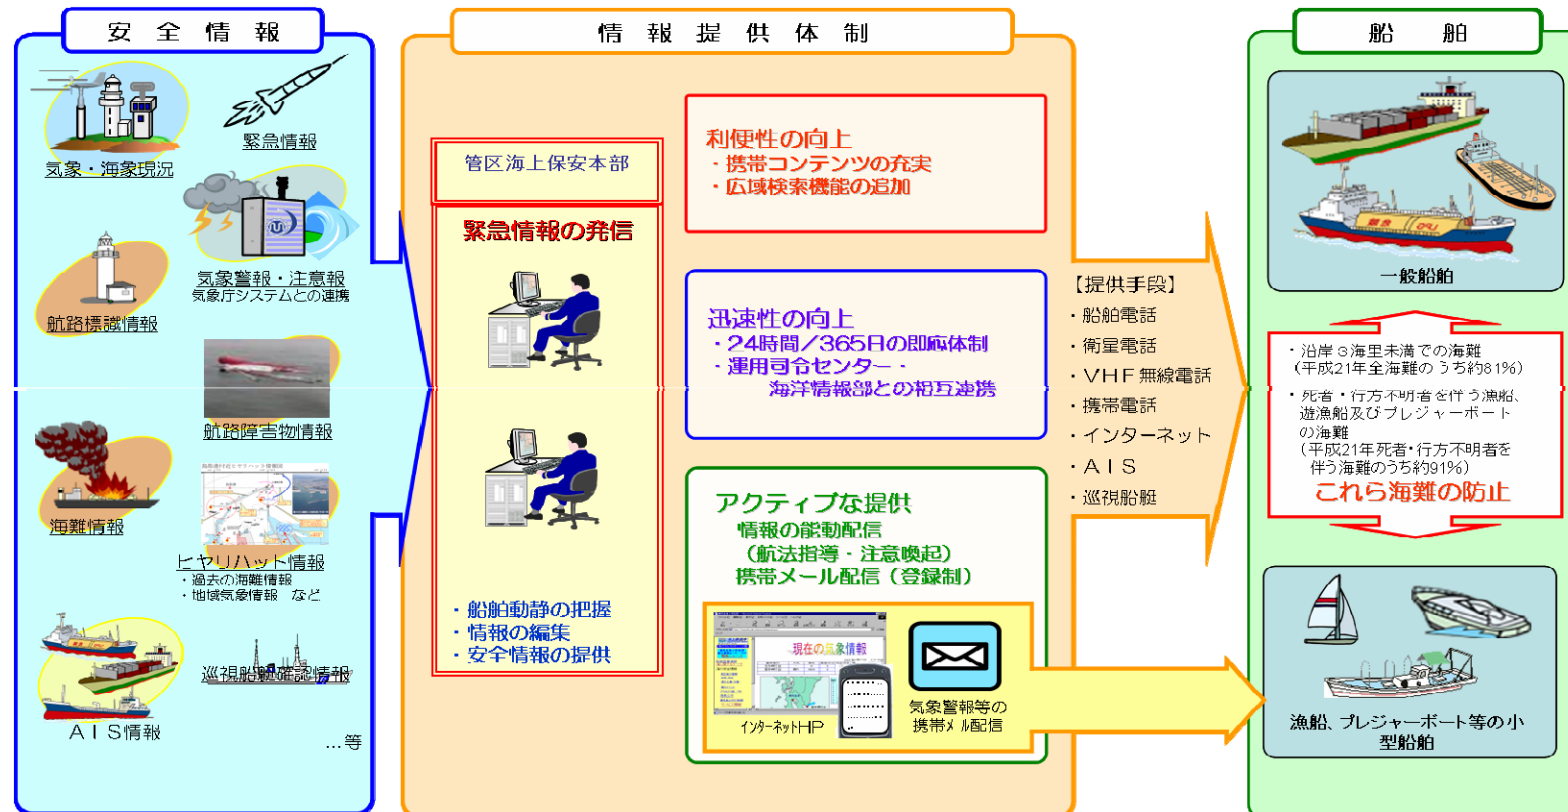 安全情報
緊急情報
気象・海象現況
気象警報・注意報
気象庁システムとの連携
航路標識情報
航路障害物情報
海難情報
ヒヤリハット情報
・過去の海難情報
・地域気象情報 など
巡視船艇確認情報
AIS情報
…等
情報提供体制
管区海上保安本部
緊急情報の発信
・船舶動静の把握
・情報の編集
・安全情報の提供
利便性の向上
・携帯コンテンツの充実
・広域検索機能の追加
迅速性の向上
・24時間／365日の即応体制
・運用司令センター・
海洋情報部との相互連携
アクティブな提供
情報の能動配信
（航法指導・注意喚起）
携帯メール配信（登録制）
現在の気象情報
インターネットHP
気象警報等の
携帯ﾒｰﾙ配信
【提供手段】
・船舶電話
・衛星電話
・VHF無線電話
・携帯電話
・インターネット
・AIS
・巡視船艇
船舶
一般船舶
・沿岸3海里未満での海難
（平成21年全海難のうち約81%）
・死者・行方不明者を伴う漁船、
遊漁船及びプレジャーボート
の海難
（平成21年死者・行方不明者を
伴う海難のうち約91%）
これら海難の防止
漁船、プレジャーボート等の小
型船舶